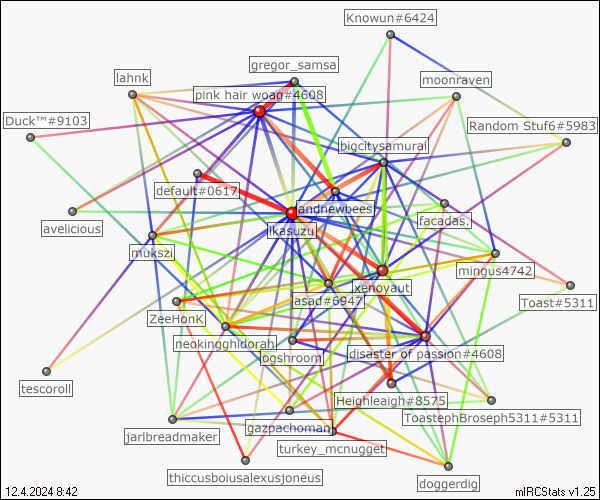 Knowun#6424
gregor_samsa
lahnk
moonraven
pink hair woag#4608
Duck™#9103
Random Stuf6#5983
bigcitysamurai
default#0617
andnewbees
avelicious
facadas.
ikasuzu
mukszi
mingus4742
xenoyaut
asad#6947
Toast#5311
ZeeHonk
neokingghidorah
ogshroom
disaster of passion#4608
tescoroll
Heighleaigh#8575
ToastephBroseph5311#5311
gazpachoman
jarlbreadmaker
turkey_mcnugget
thiccusboiusalexusjoneus
doggerdig
12.4.2024 8:42
mIRCStats v1.25